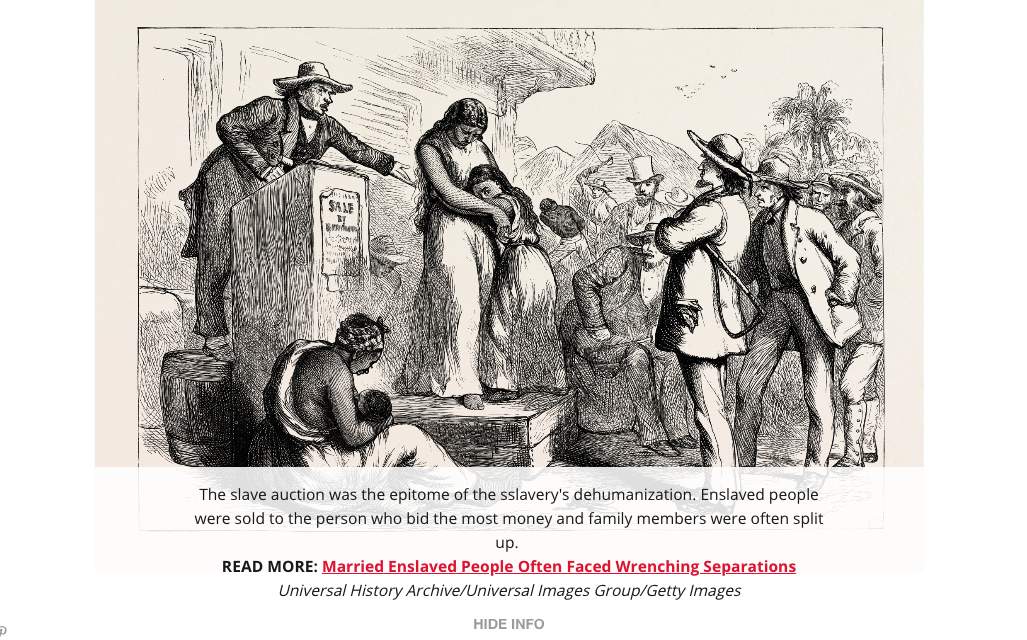 SALE
BY
The slave auction was the epitome of the sslavery's dehumanization. Enslaved people
were sold to the person who bid the most money and family members were often split
up.
READ MORE: Married Enslaved People Often Faced Wrenching Separations
Universal History Archive/Universal Images Group/Getty Images
HIDE INFO